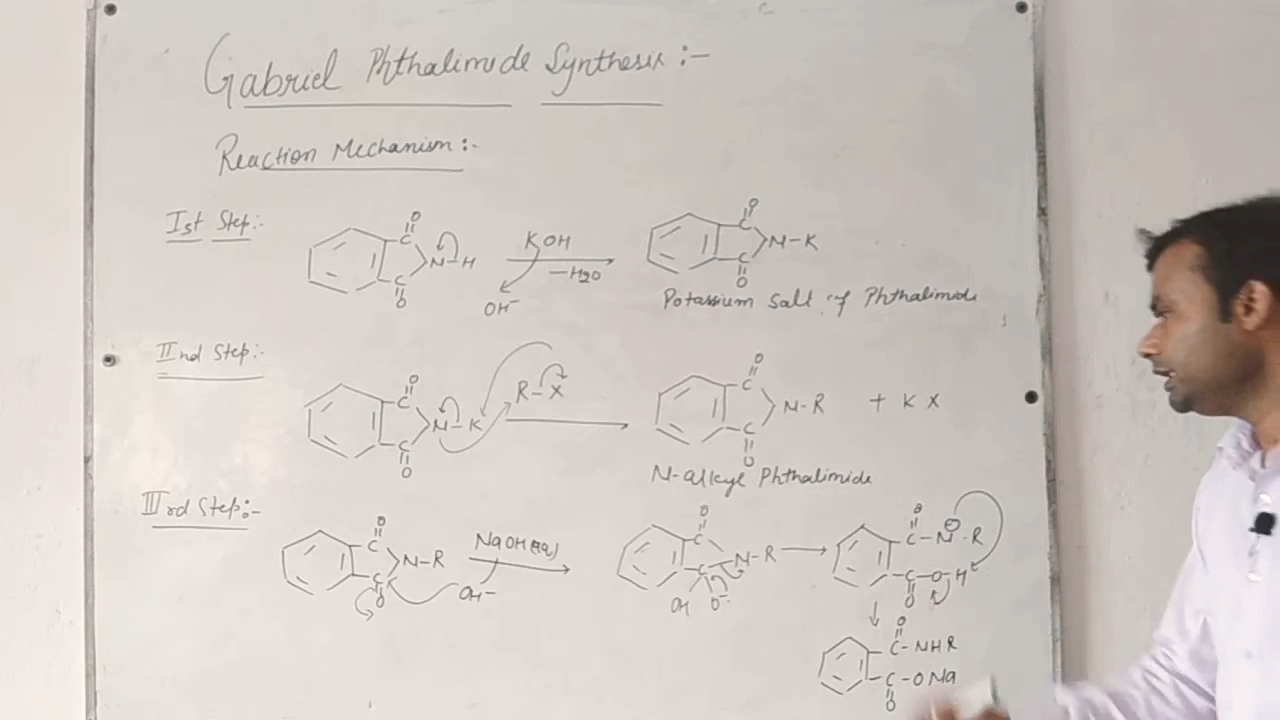 Gabriel Phthalimide Synthesis :-
Reaction Mechanism :-
Ist Step:-
O
C
N-H
C
O
KOH
-H2O
OH-
O
C
N-K
C
O
Potassium Salt of Phthalimide
IInd Step:-
O
C
N-K
C
O
R-X
O
C
N-R
C
O
+ K X
N-alkyl Phthalimide
IIIrd Step:-
O
C
N-R
C
O
NaOH(aq)
OH-
O
C
N-R
C
OH O-
O
C-N-R
C-O-H
O
O
C-NHR
C-ONa
O